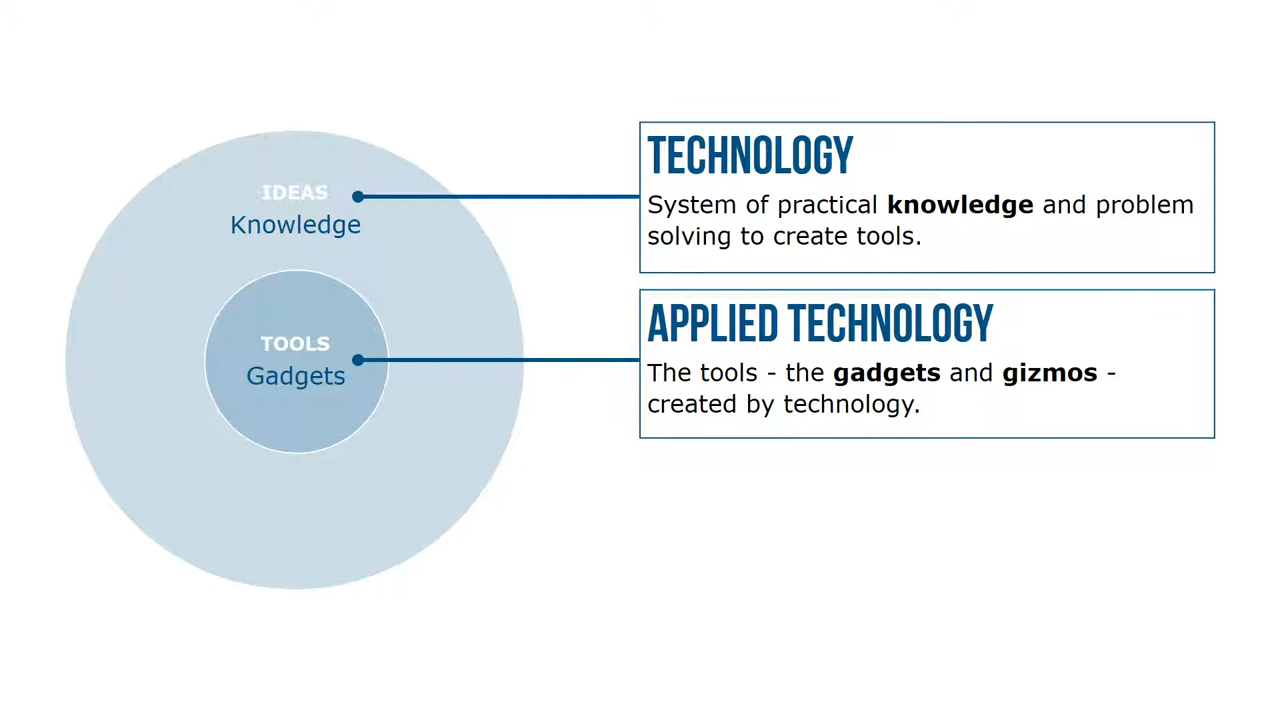 IDEAS
Knowledge
TOOLS
Gadgets
TECHNOLOGY
System of practical knowledge and problem
solving to create tools.
APPLIED TECHNOLOGY
The tools - the gadgets and gizmos -
created by technology.